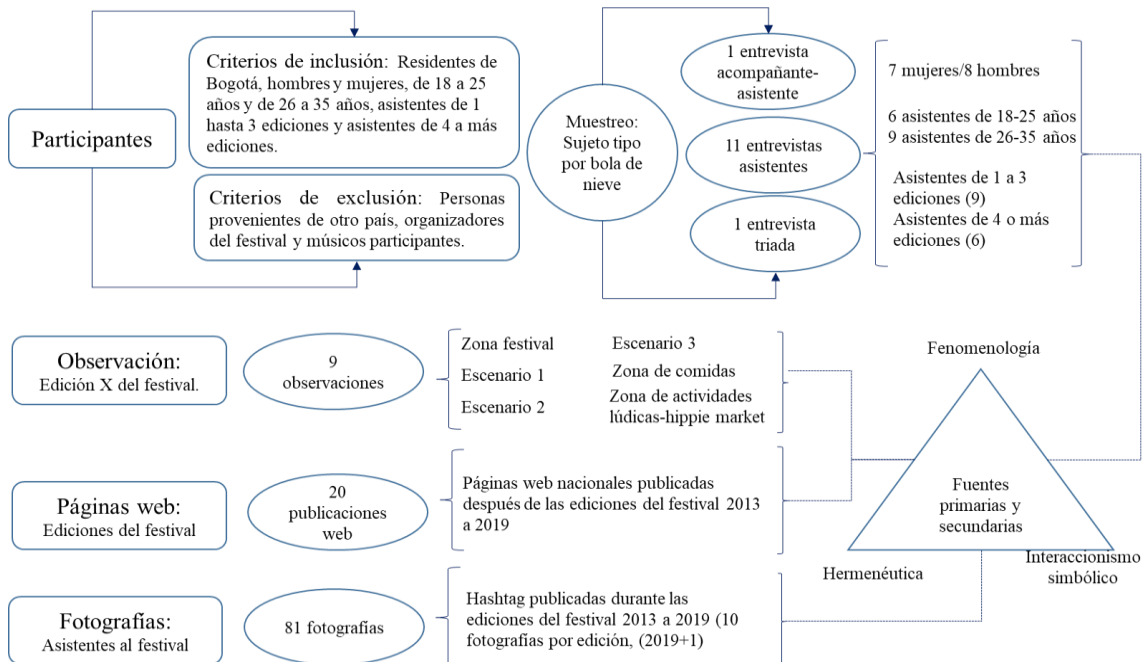 Participantes
Criterios de inclusión: Residentes de
Bogotá, hombres y mujeres, de 18 a 25
años y de 26 a 35 años, asistentes de 1
hasta 3 ediciones y asistentes de 4 a más
ediciones.
Criterios de exclusión: Personas
provenientes de otro país, organizadores
del festival y músicos participantes.
Muestreo:
Sujeto tipo
por bola de
nieve
1 entrevista
acompañante-
asistente
11 entrevistas
asistentes
1 entrevista
triada
7 mujeres/8 hombres
6 asistentes de 18-25 años
9 asistentes de 26-35 años
Asistentes de 1 a 3
ediciones (9)
Asistentes de 4 o más
ediciones (6)
Observación:
Edición X del festival.
9
observaciones
Zona festival
Escenario 1
Escenario 2
Escenario 3
Zona de comidas
Zona de actividades
lúdicas-hippie market
Páginas web:
Ediciones del festival
20
publicaciones
web
Páginas web nacionales publicadas
después de las ediciones del festival 2013
a 2019
Fotografías:
Asistentes al festival
81 fotografías
Hashtag publicadas durante las
ediciones del festival 2013 a 2019 (10
fotografías por edición, (2019+1)
Fenomenología
Fuentes
primarias y
secundarias.
Hermenéutica
Interaccionismo
simbólico